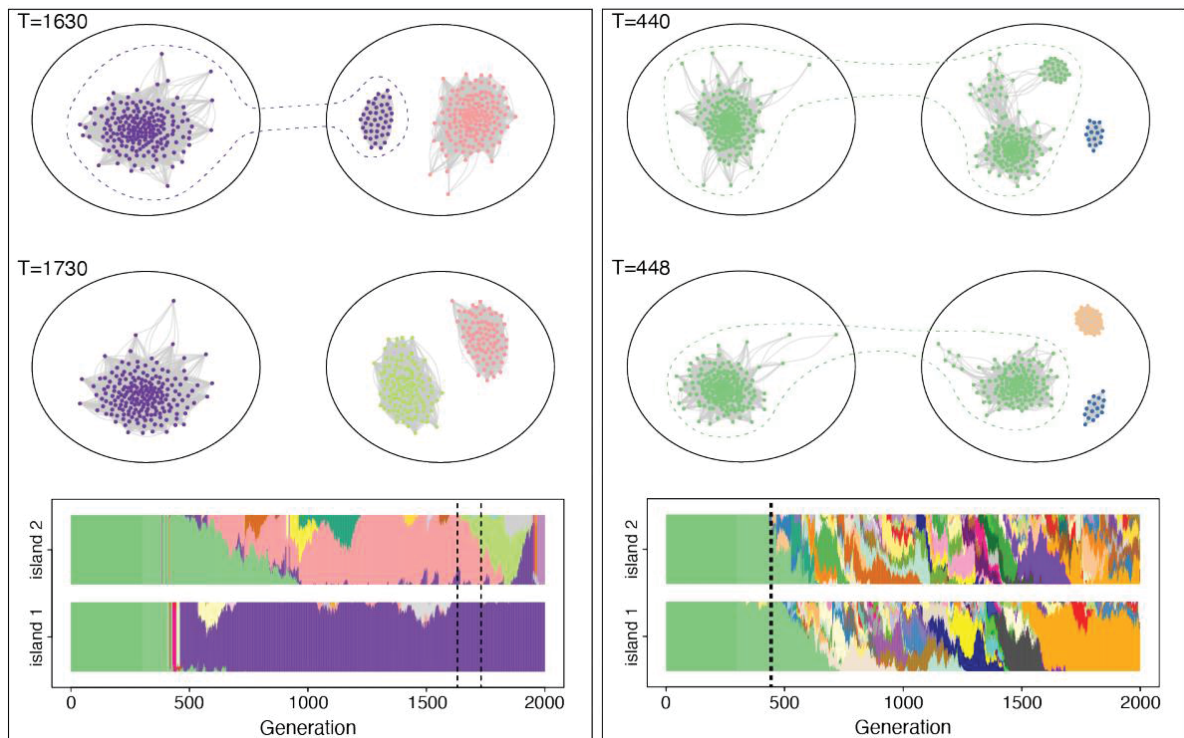 T=1630
T=1730
island 2
island 1
0 500 1000 1500 2000
Generation
T=440
T=448
island 2
island 1
0 500 1000 1500 2000
Generation